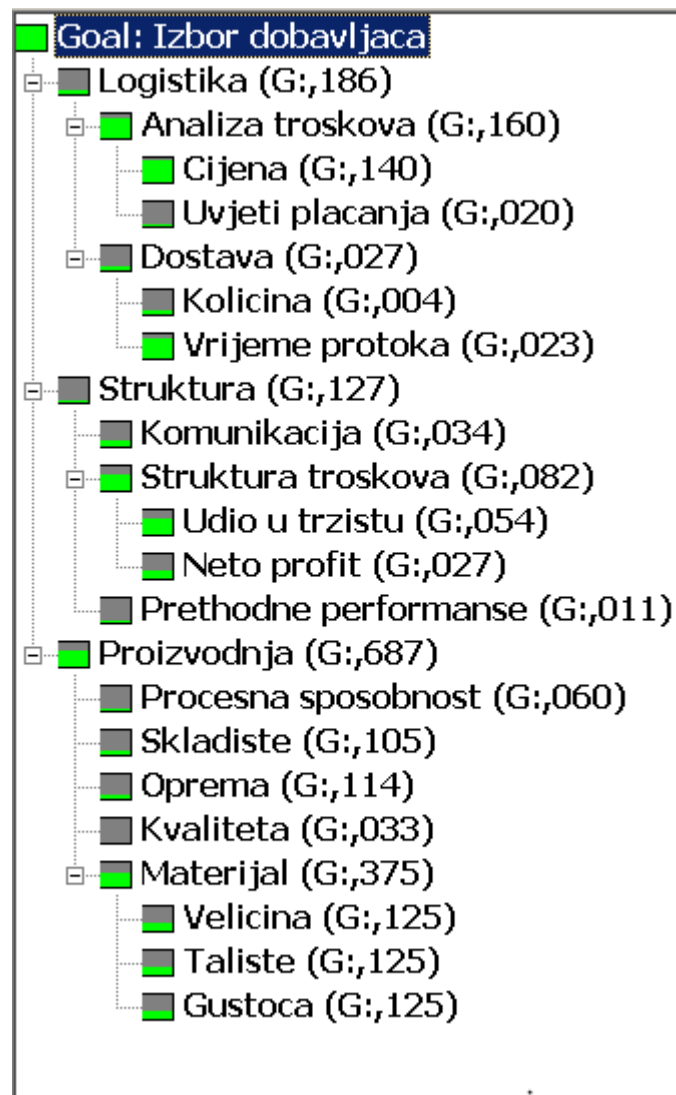 Goal: Izbor dobavljaca
Logistika (G:,186)
Analiza troskova (G:,160)
Cijena (G:,140)
Uvjeti placanja (G:,020)
Dostava (G:,027)
Kolicina (G:,004)
Vrijeme protoka (G:,023)
Struktura (G:,127)
Komunikacija (G:,034)
Struktura troskova (G:,082)
Udio u trzistu (G:,054)
Neto profit (G:,027)
Prethodne performanse (G:,011)
Proizvodnja (G:,687)
Procesna sposobnost (G:,060)
Skladiste (G:,105)
Oprema (G:,114)
Kvaliteta (G:,033)
Materijal (G:,375)
Velicina (G:,125)
Taliste (G:,125)
Gustoca (G:,125)